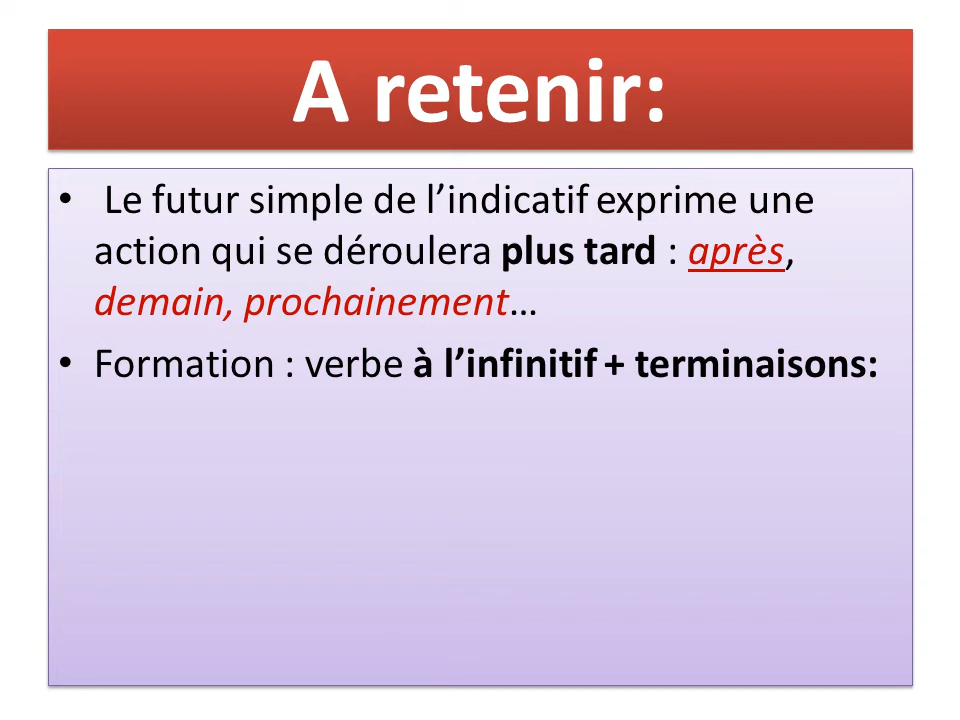 A retenir:
• Le futur simple de l’indicatif exprime une
action qui se déroulera plus tard : après,
demain, prochainement…
• Formation : verbe à l’infinitif + terminaisons: